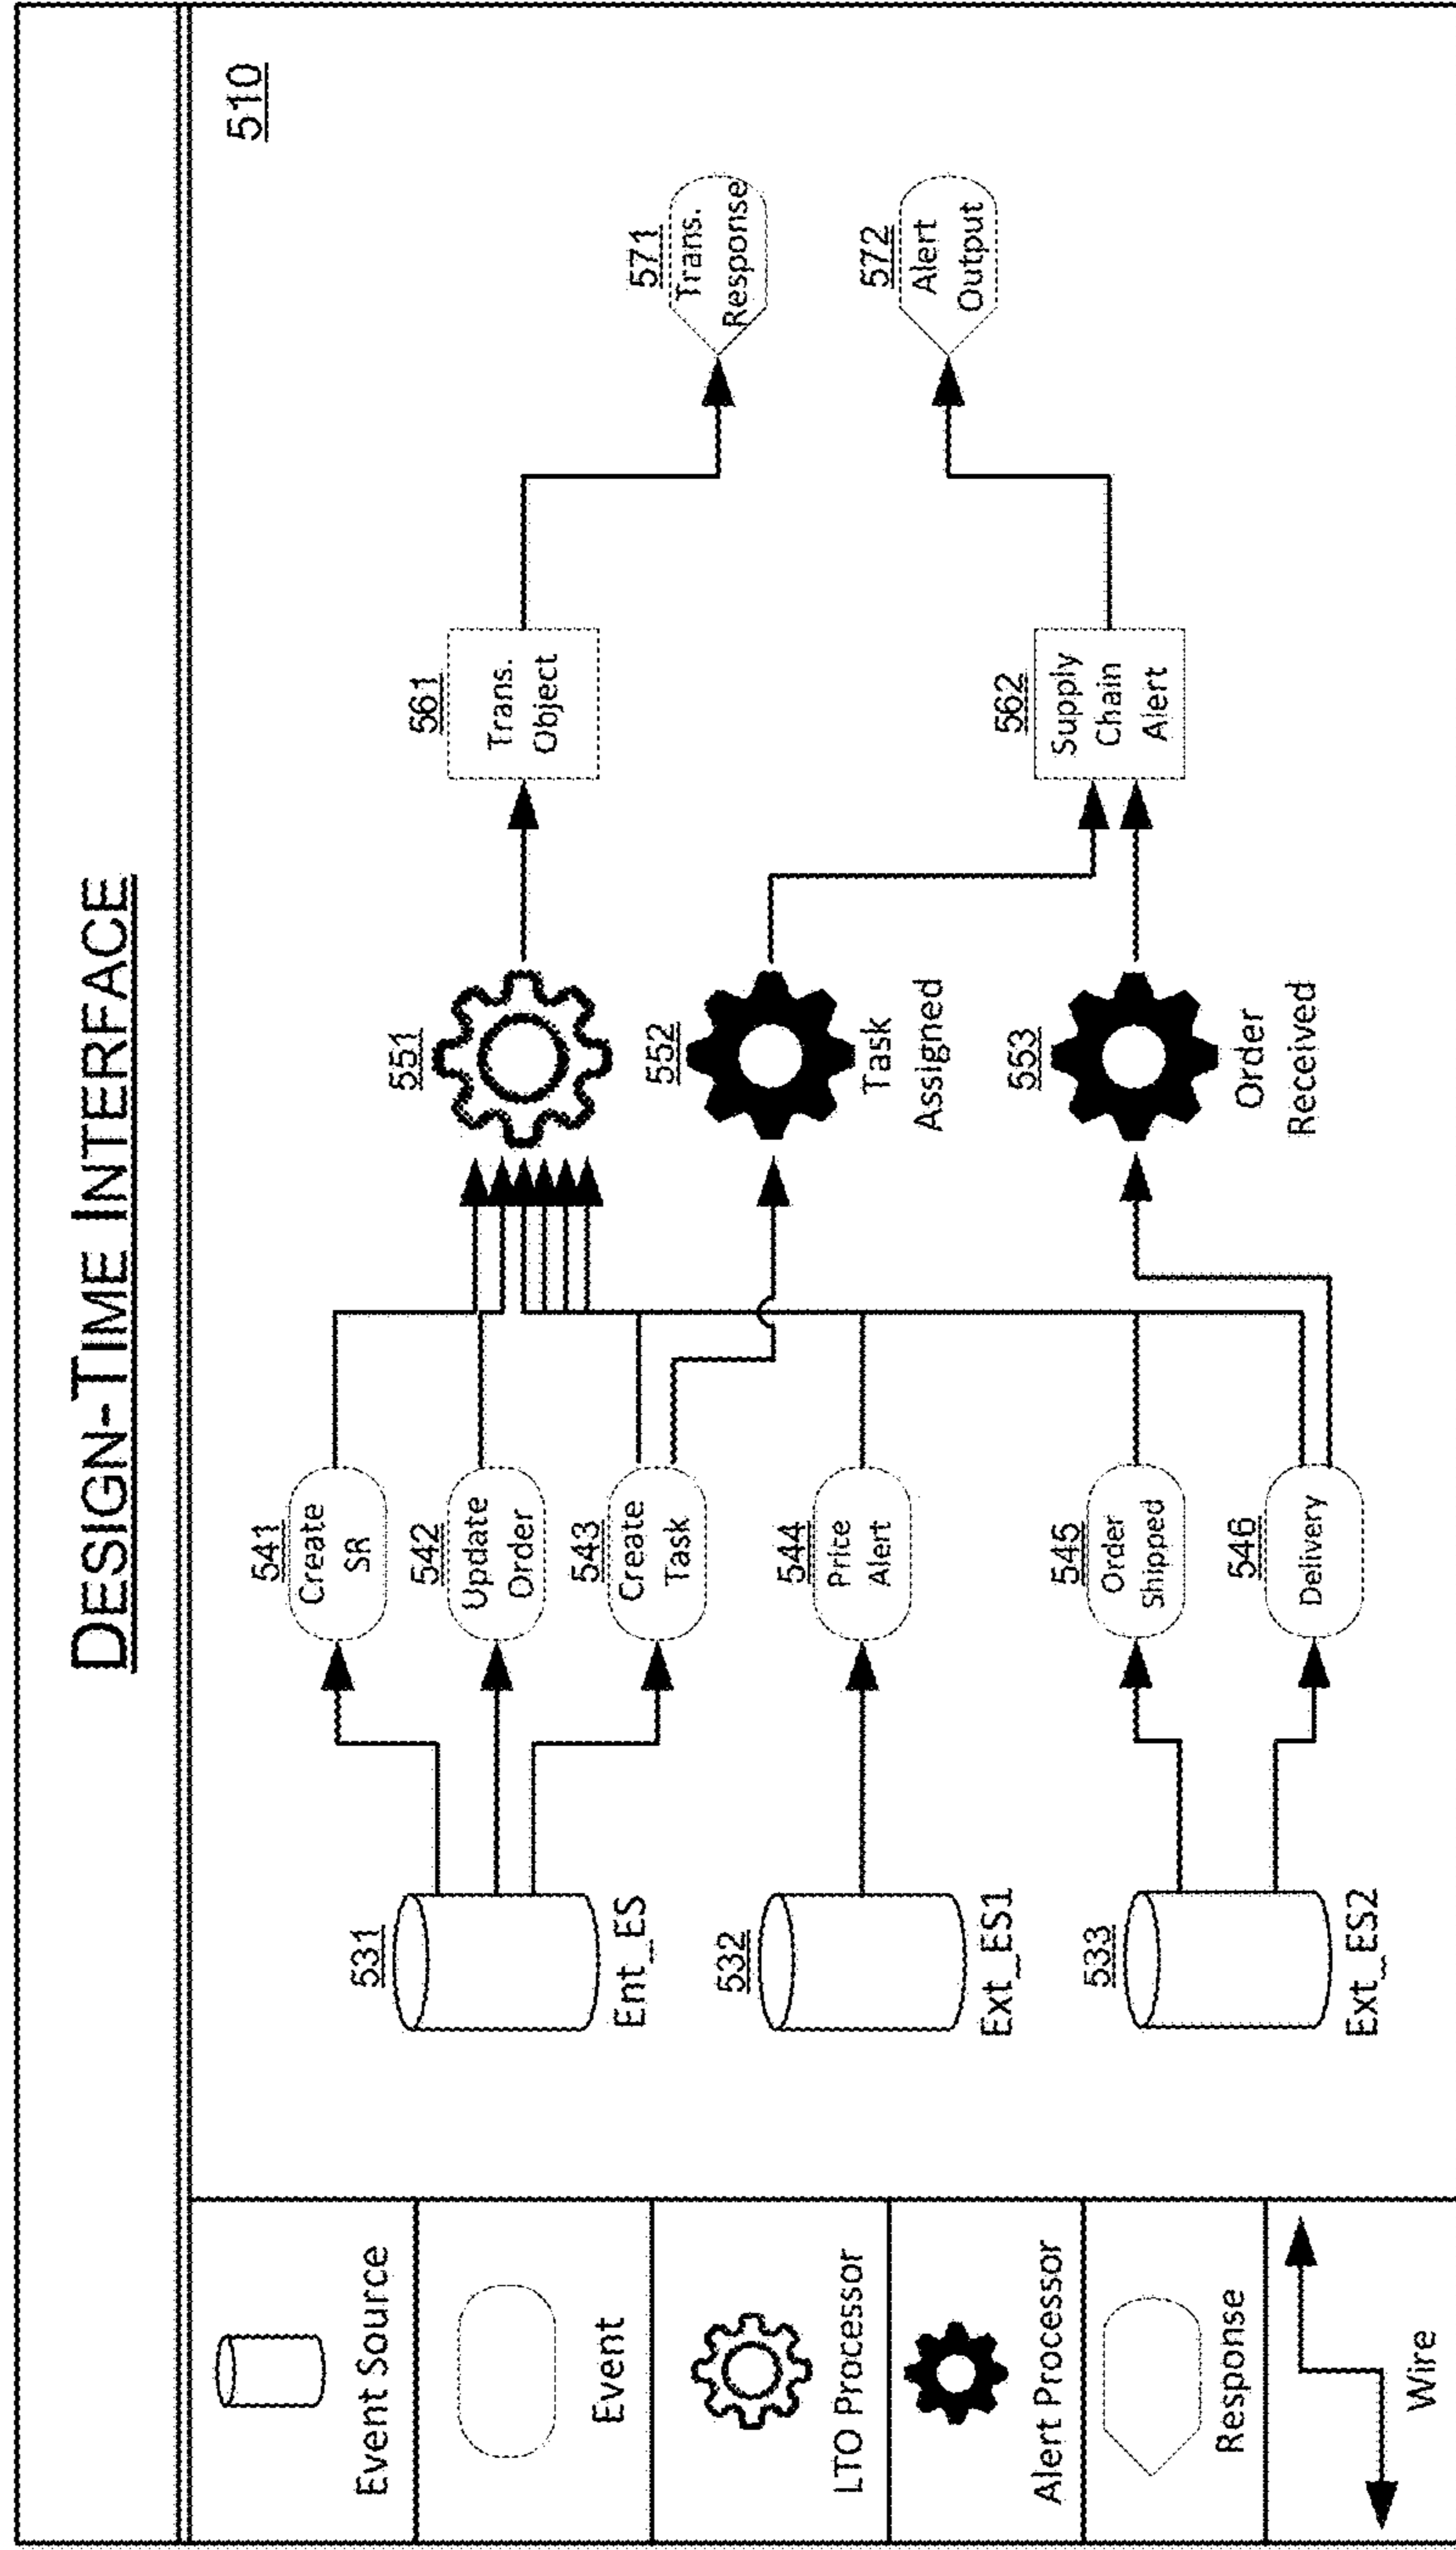 DESIGN-TIME INTERFACE
Event Source
Event
LTO Processor
Alert Processor
Response
Wire
510
531
Ent_ES
532
Ext_ES1
533
Ext_ES2
541
Create
SR
542
Update
Order
543
Create
Task
544
Price
Alert
545
Order
Shipped
546
Delivery
551
552
Task
Assigned
553
Order
Received
561
Trans.
Object
562
Supply
Chain
Alert
571
Trans.
Response
572
Alert
Output